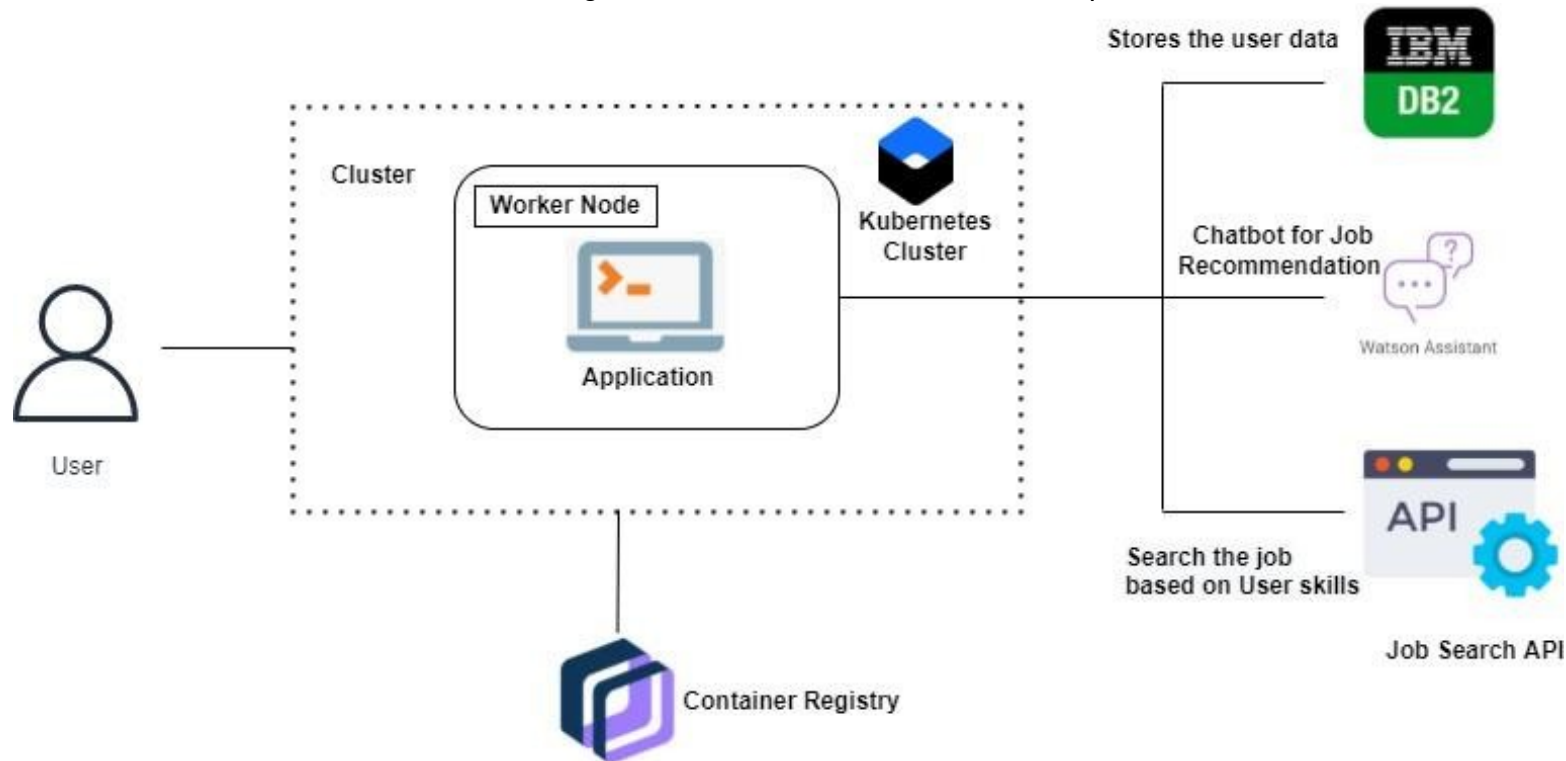 Stores the user data
IBM
DB2
Cluster
Worker Node
Kubernetes
Cluster
Application
Chatbot for Job
Recommendation
?
Watson Assistant
User
API
Search the job
based on User skills
Job Search API
Container Registry